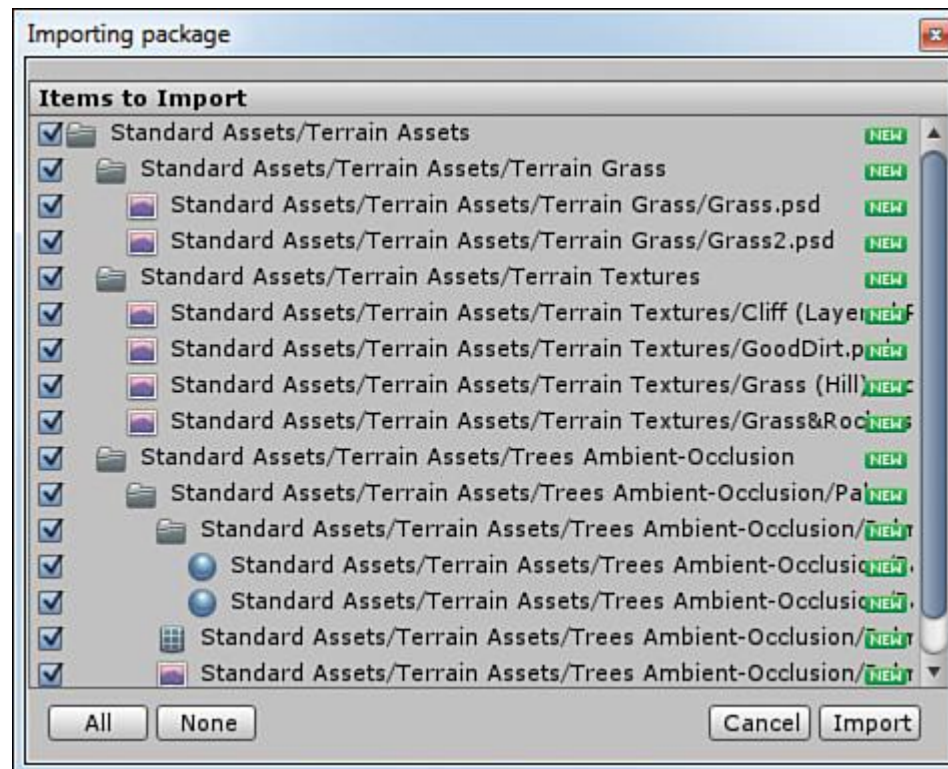 Importing package
Items to Import
Standard Assets/Terrain Assets NEW
Standard Assets/Terrain Assets/Terrain Grass NEW
Standard Assets/Terrain Assets/Terrain Grass/Grass.psd NEW
Standard Assets/Terrain Assets/Terrain Grass/Grass2.psd NEW
Standard Assets/Terrain Assets/Terrain Textures NEW
Standard Assets/Terrain Assets/Terrain Textures/Cliff NEW
Standard Assets/Terrain Assets/Terrain Textures/GoodDirt.p NEW
Standard Assets/Terrain Assets/Terrain Textures/Grass (Hill) NEW
Standard Assets/Terrain Assets/Terrain Textures/Grass&Roc NEW
Standard Assets/Terrain Assets/Trees Ambient-Occlusion NEW
Standard Assets/Terrain Assets/Trees Ambient-Occlusion/Pa NEW
Standard Assets/Terrain Assets/Trees Ambient-Occlusion/ NEW
Standard Assets/Terrain Assets/Trees Ambient-Occlusio NEW
Standard Assets/Terrain Assets/Trees Ambient-Occlusio NEW
Standard Assets/Terrain Assets/Trees Ambient-Occlusion/ NEW
Standard Assets/Terrain Assets/Trees Ambient-Occlusion/ NEW
All None Cancel Import